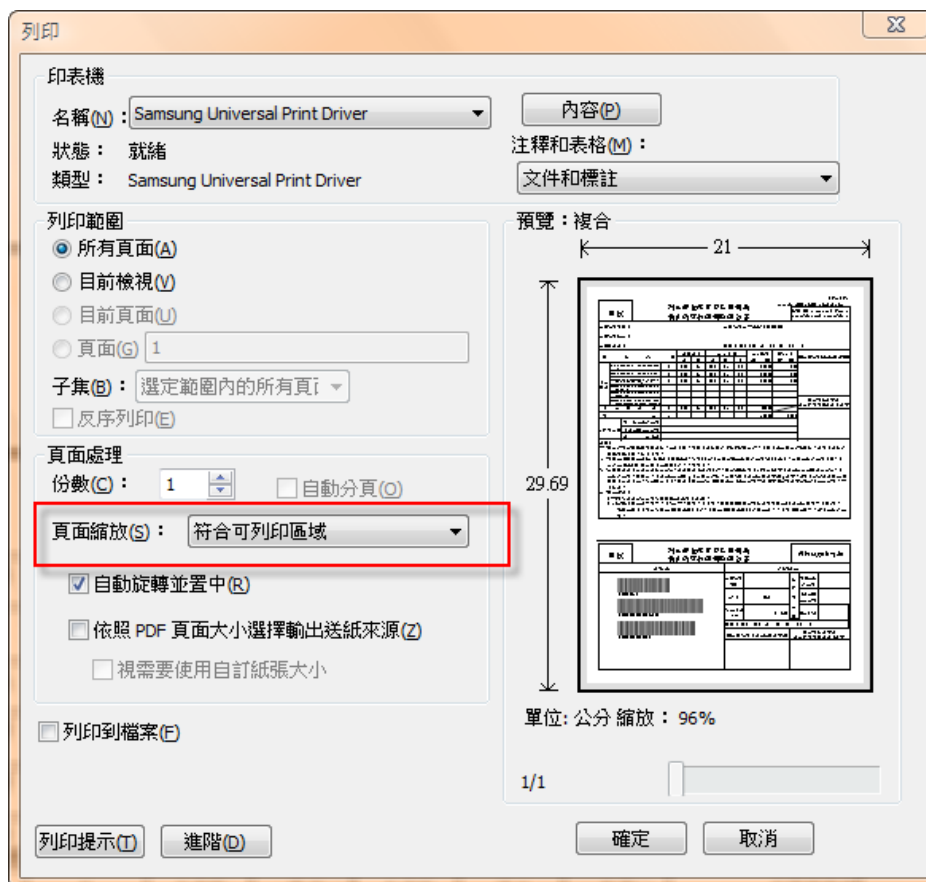 列印
印表機
名稱(N)：Samsung Universal Print Driver
內容(P)
狀態： 就緒
注釋和表格(M)：
類型： Samsung Universal Print Driver
文件和標註
列印範圍
所有頁面(A)
目前檢視(V)
目前頁面(U)
頁面(G) 1
子集(B)：選定範圍內的所有頁
反序列印(E)
頁面處理
份數(C)： 1
自動分頁(O)
頁面縮放(S)： 符合可列印區域
自動旋轉並置中(R)
依照 PDF 頁面大小選擇輸出送紙來源(Z)
視需要使用自訂紙張大小
列印到檔案(F)
預覽：複合
21
29.69
單位: 公分 縮放： 96%
1/1
列印提示(T)
進階(D)
確定
取消